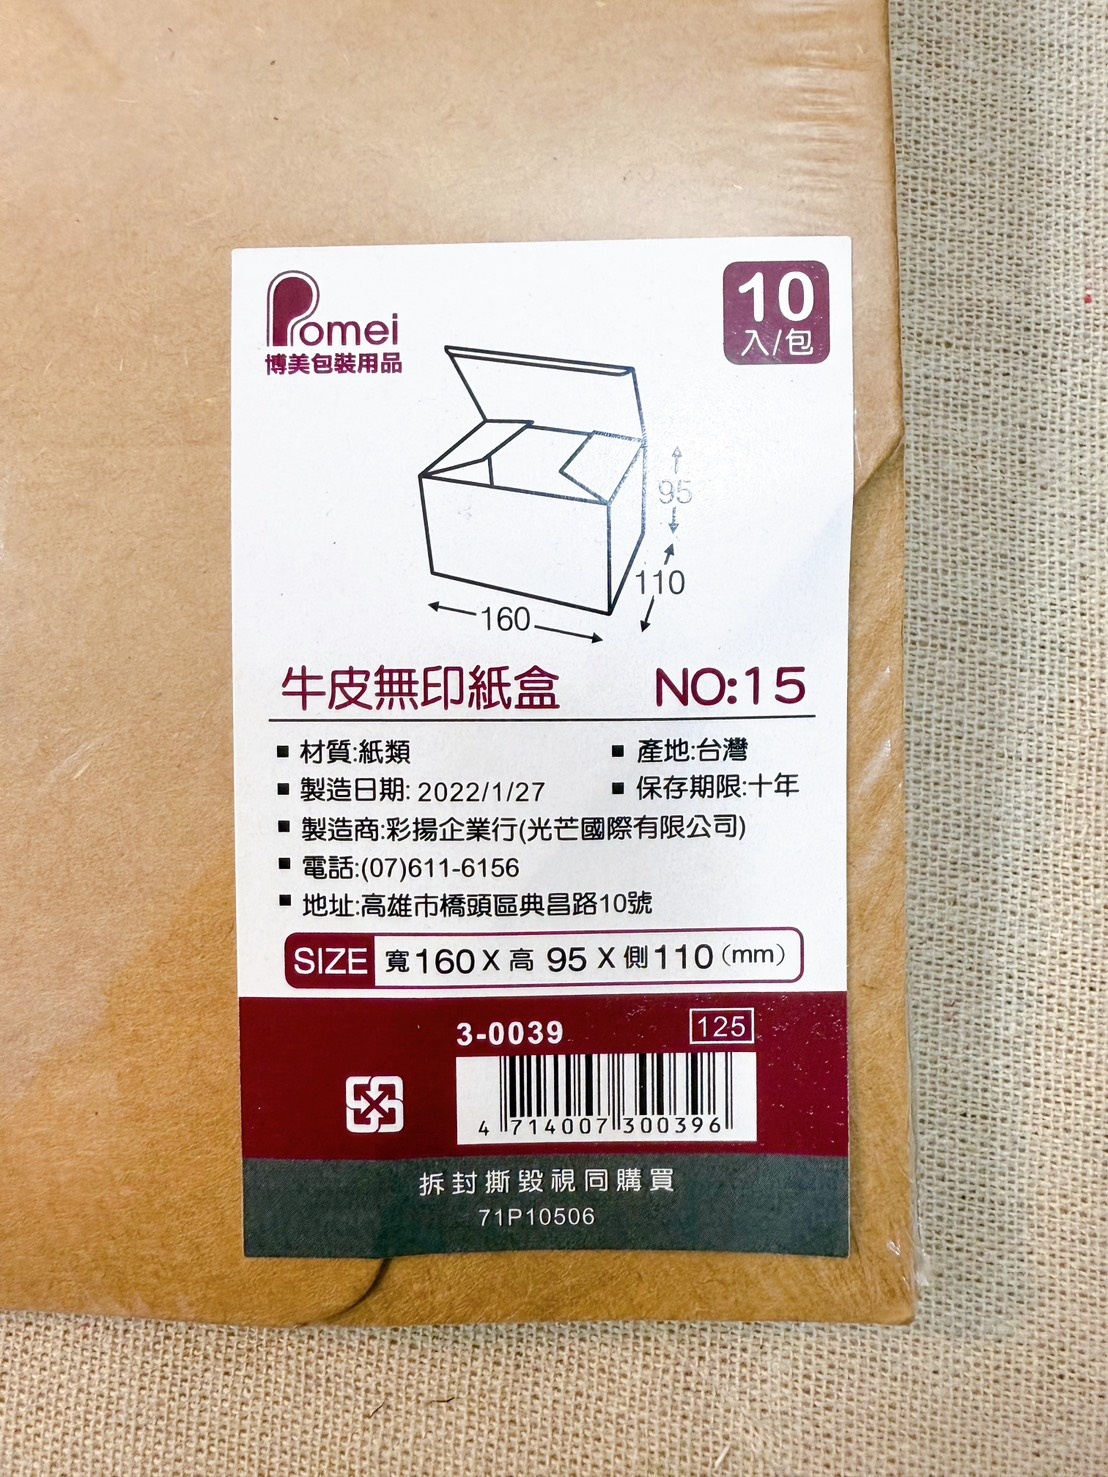 Pomei
博美包裝用品
10
入/包
95
110
160
牛皮無印紙盒 NO:15
材質:紙類 產地:台灣
製造日期: 2022/1/27 保存期限:十年
製造商:彩揚企業行(光芒國際有限公司)
電話:(07)611-6156
地址:高雄市橋頭區典昌路10號
SIZE 寬160 X 高 95 X 側110(mm)
3-0039 125
4 714007 300396
拆封撕毀視同購買
71P10506